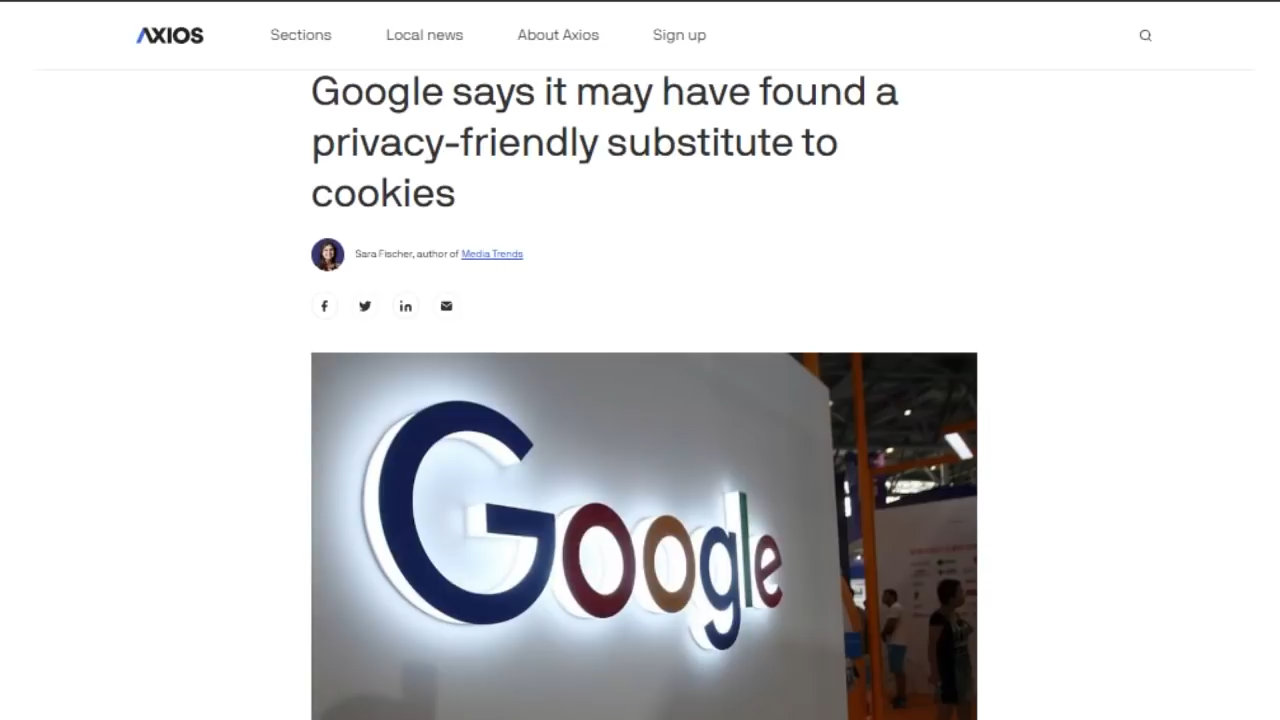 AXIOS Sections Local news About Axios Sign up
Google says it may have found a
privacy-friendly substitute to
cookies
Sara Fischer, author of Media Trends
Google